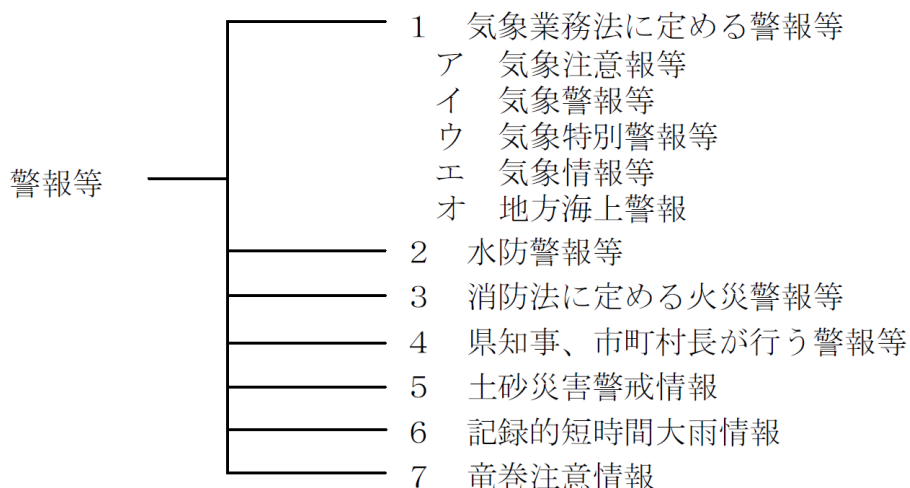 1 気象業務法に定める警報等
ア 気象注意報等
イ 気象警報等
ウ 気象特別警報等
エ 気象情報等
オ 地方海上警報
警報等
2 水防警報等
3 消防法に定める火災警報等
4 県知事、市町村長が行う警報等
5 土砂災害警戒情報
6 記録的短時間大雨情報
7 竜巻注意情報